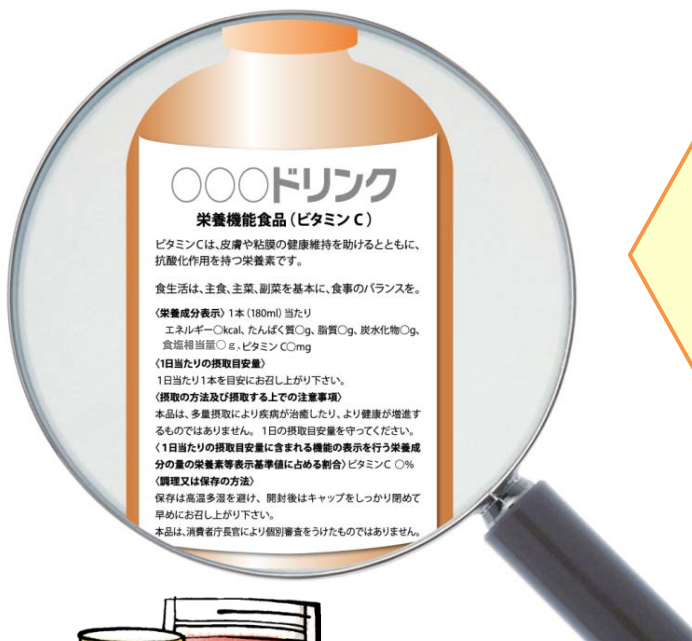 ○○○ドリンク
栄養機能食品(ビタミンC)
ビタミンCは、皮膚や粘膜の健康維持を助けるとともに、
抗酸化作用を持つ栄養素です。
食生活は、主食、主菜、副菜を基本に、食事のバランスを。
〈栄養成分表示〉1本(180ml)当たり
エネルギー○kcal、たんぱく質○g、脂質○g、炭水化物○g、
食塩相当量○g、ビタミンC○mg
〈1日当たりの摂取目安量〉
1日当たり1本を目安にお召し上がり下さい。
〈摂取の方法及び摂取する上での注意事項〉
本品は、多量摂取により疾病が治癒したり、より健康が増進す
るものではありません。1日の摂取目安量を守ってください。
〈1日当たりの摂取目安量に含まれる機能の表示を行う栄養成
分の量の栄養素等表示基準値に占める割合〉ビタミンC ○%
〈調理又は保存の方法〉
保存は高温多湿を避け、開封後はキャップをしっかり閉めて
早めにお召し上がり下さい。
本品は、消費者庁長官により個別審査をうけたものではありません。